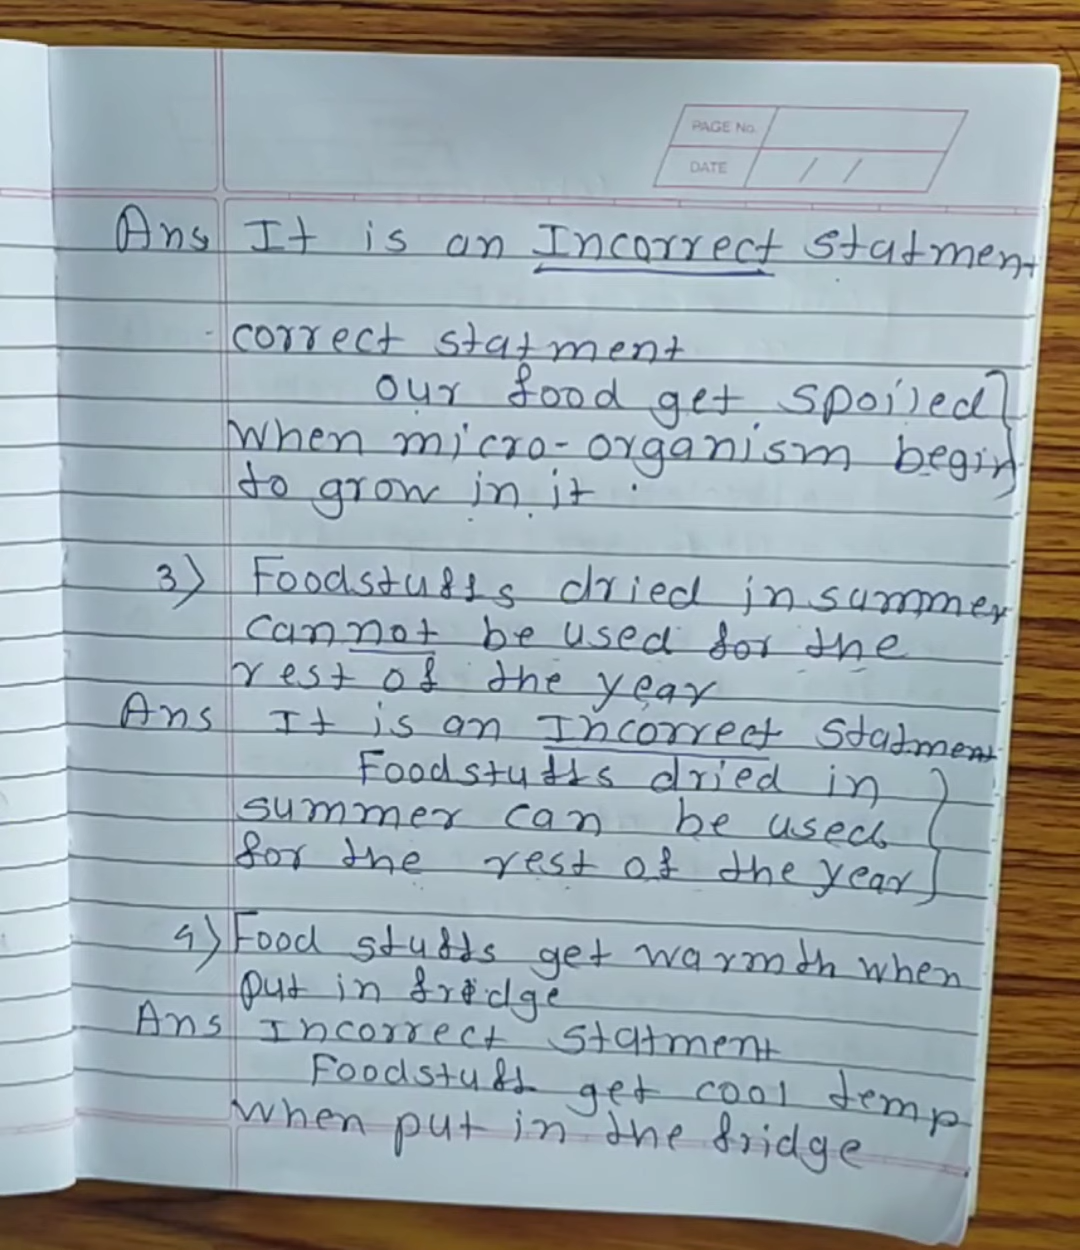 PAGE No.
DATE / /
Ans It is an Incorrect statment
correct statment
our food get spoiled
when micro-organism begin
to grow in it.
3) Foodstuffs dried in summer
cannot be used for the
rest of the year
Ans It is an Incorrect Statment
Foodstuffs dried in
summer can be used
for the rest of the year
4) Food stuffs get warmth when
put in fridge
Ans Incorrect statment
Foodstuff get cool temp
when put in the fridge